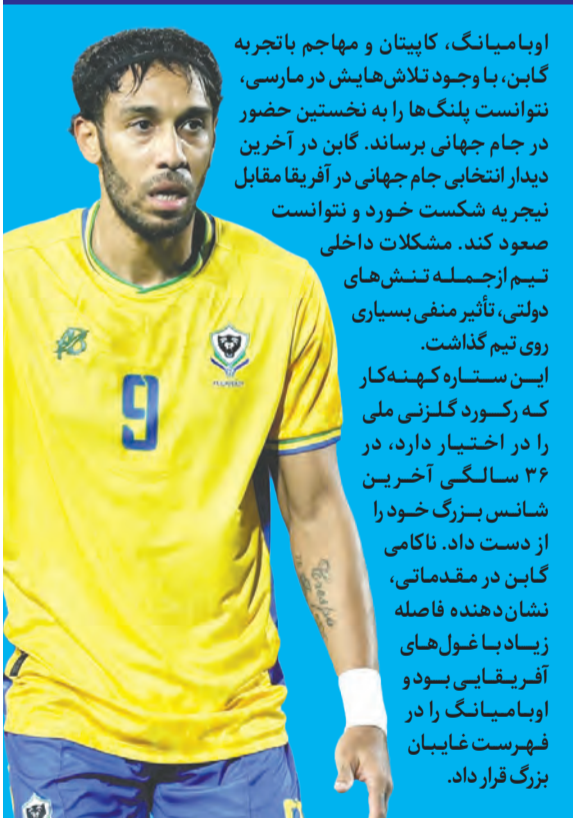 اوبامیانگ، کاپیتان و مهاجم باتجربه
گابن، با وجود تلاش‌هایش در مارسی،
نتوانست پلنگ‌ها را به نخستین حضور
در جام جهانی برساند. گابن در آخرین
دیدار انتخابی جام جهانی در آفریقا مقابل
نیجریه شکست خورد و نتوانست
صعود کند. مشکلات داخلی
تیم ازجمله تنش‌های
دولتی، تأثیر منفی بسیاری
روی تیم گذاشت.
این ستاره کهنه‌کار
که رکورد گلزنی ملی
را در اختیار دارد، در
۳۶ سالگی آخرین
شانس بزرگ خود را
از دست داد. ناکامی
گابن در مقدماتی،
نشان‌دهنده فاصله
زیاد با غول‌های
آفریقایی بود و
اوبامیانگ را در
فهرست غایبان
بزرگ قرار داد.
9